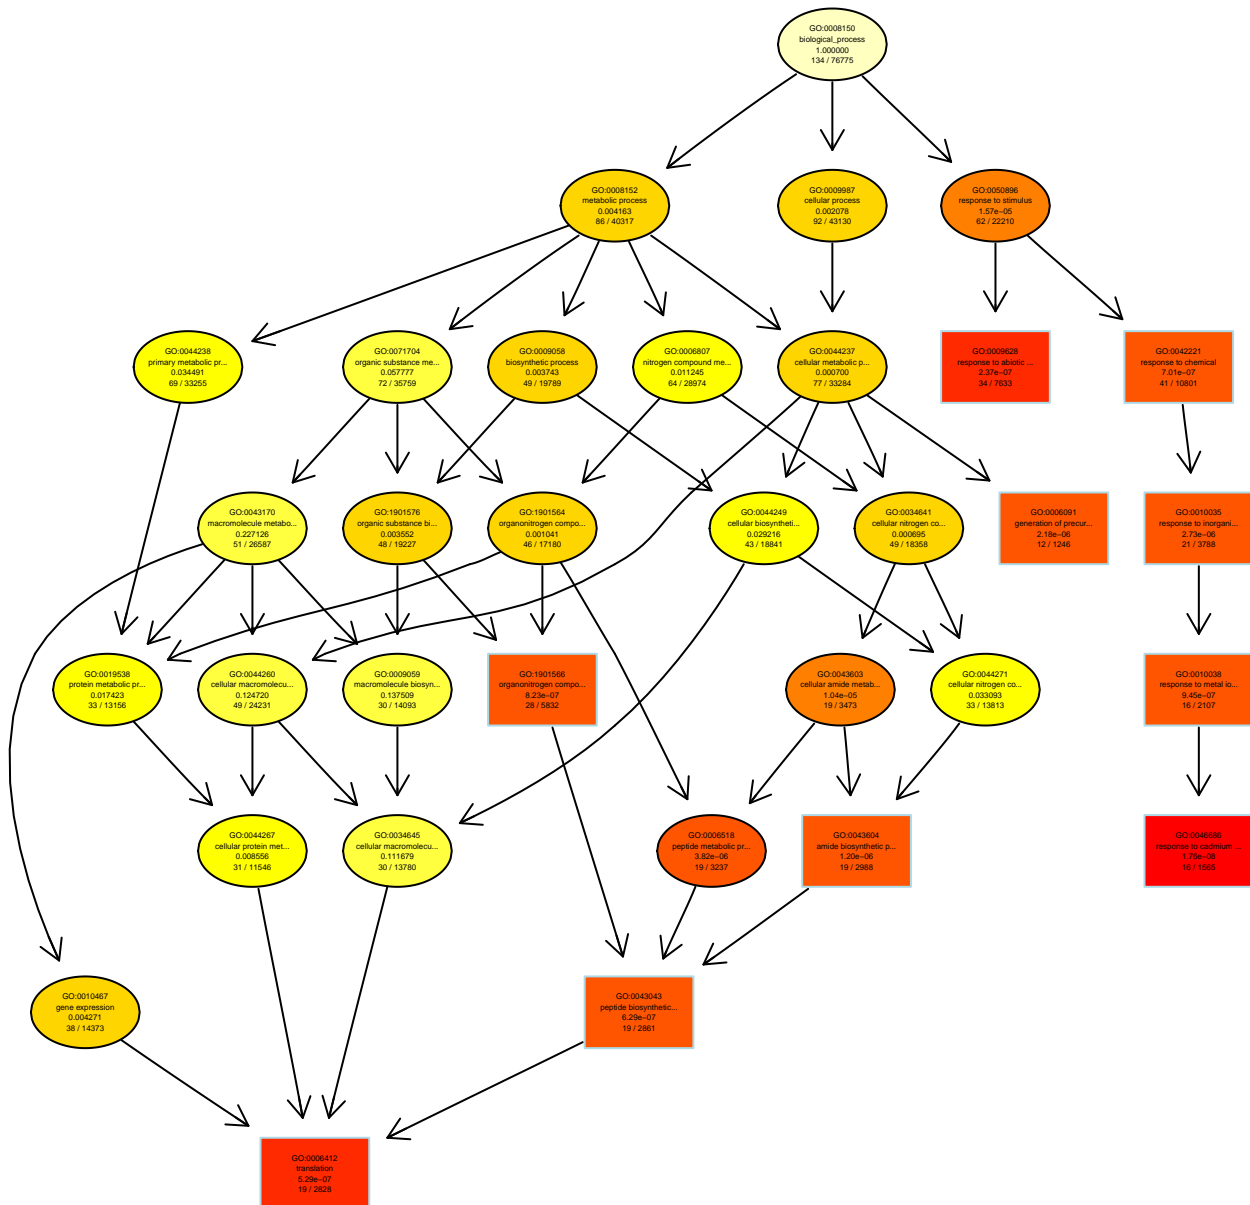 GO:0008150
biological_process
1.000000
134 / 76775
GO:0008152
metabolic process
0.004163
86 / 40317
GO:0009987
cellular process
0.002078
92 / 43130
GO:0050896
response to stimulus
1.57e−05
62 / 22210
GO:0044238
primary metabolic pr...
0.034491
69 / 33255
GO:0071704
organic substance me...
0.057777
72 / 35759
GO:0009058
biosynthetic process
0.003743
49 / 19789
GO:0006807
nitrogen compound me...
0.011245
64 / 28974
GO:0044237
cellular metabolic p...
0.000700
77 / 33284
GO:0009628
response to abiotic ...
2.37e−07
34 / 7633
GO:0042221
response to chemical
7.01e−07
41 / 10801
GO:0043170
macromolecule metabo...
0.227126
51 / 26587
GO:1901576
organic substance bi...
0.003552
48 / 19227
GO:1901564
organonitrogen compo...
0.001041
46 / 17180
GO:0044249
cellular biosyntheti...
0.029216
43 / 18841
GO:0034641
cellular nitrogen co...
0.000695
49 / 18358
GO:0006091
generation of precur...
2.18e−06
12 / 1246
GO:0010035
response to inorgani...
2.73e−06
21 / 3788
GO:0019538
protein metabolic pr...
0.017423
33 / 13156
GO:0044260
cellular macromolecu...
0.124720
49 / 24231
GO:0009059
macromolecule biosyn...
0.137509
30 / 14093
GO:1901566
organonitrogen compo...
8.23e−07
28 / 5832
GO:0043603
cellular amide metab...
1.04e−05
19 / 3473
GO:0044271
cellular nitrogen co...
0.033093
33 / 13813
GO:0010038
response to metal io...
9.45e−07
16 / 2107
GO:0044267
cellular protein met...
0.008556
31 / 11546
GO:0034645
cellular macromolecu...
0.111679
30 / 13780
GO:0006518
peptide metabolic pr...
3.82e−06
19 / 3237
GO:0043604
amide biosynthetic p...
1.20e−06
19 / 2988
GO:0046686
response to cadmium ...
1.76e−08
16 / 1565
GO:0010467
gene expression
0.004271
38 / 14373
GO:0043043
peptide biosynthetic...
6.29e−07
19 / 2861
GO:0006412
translation
5.29e−07
19 / 2828